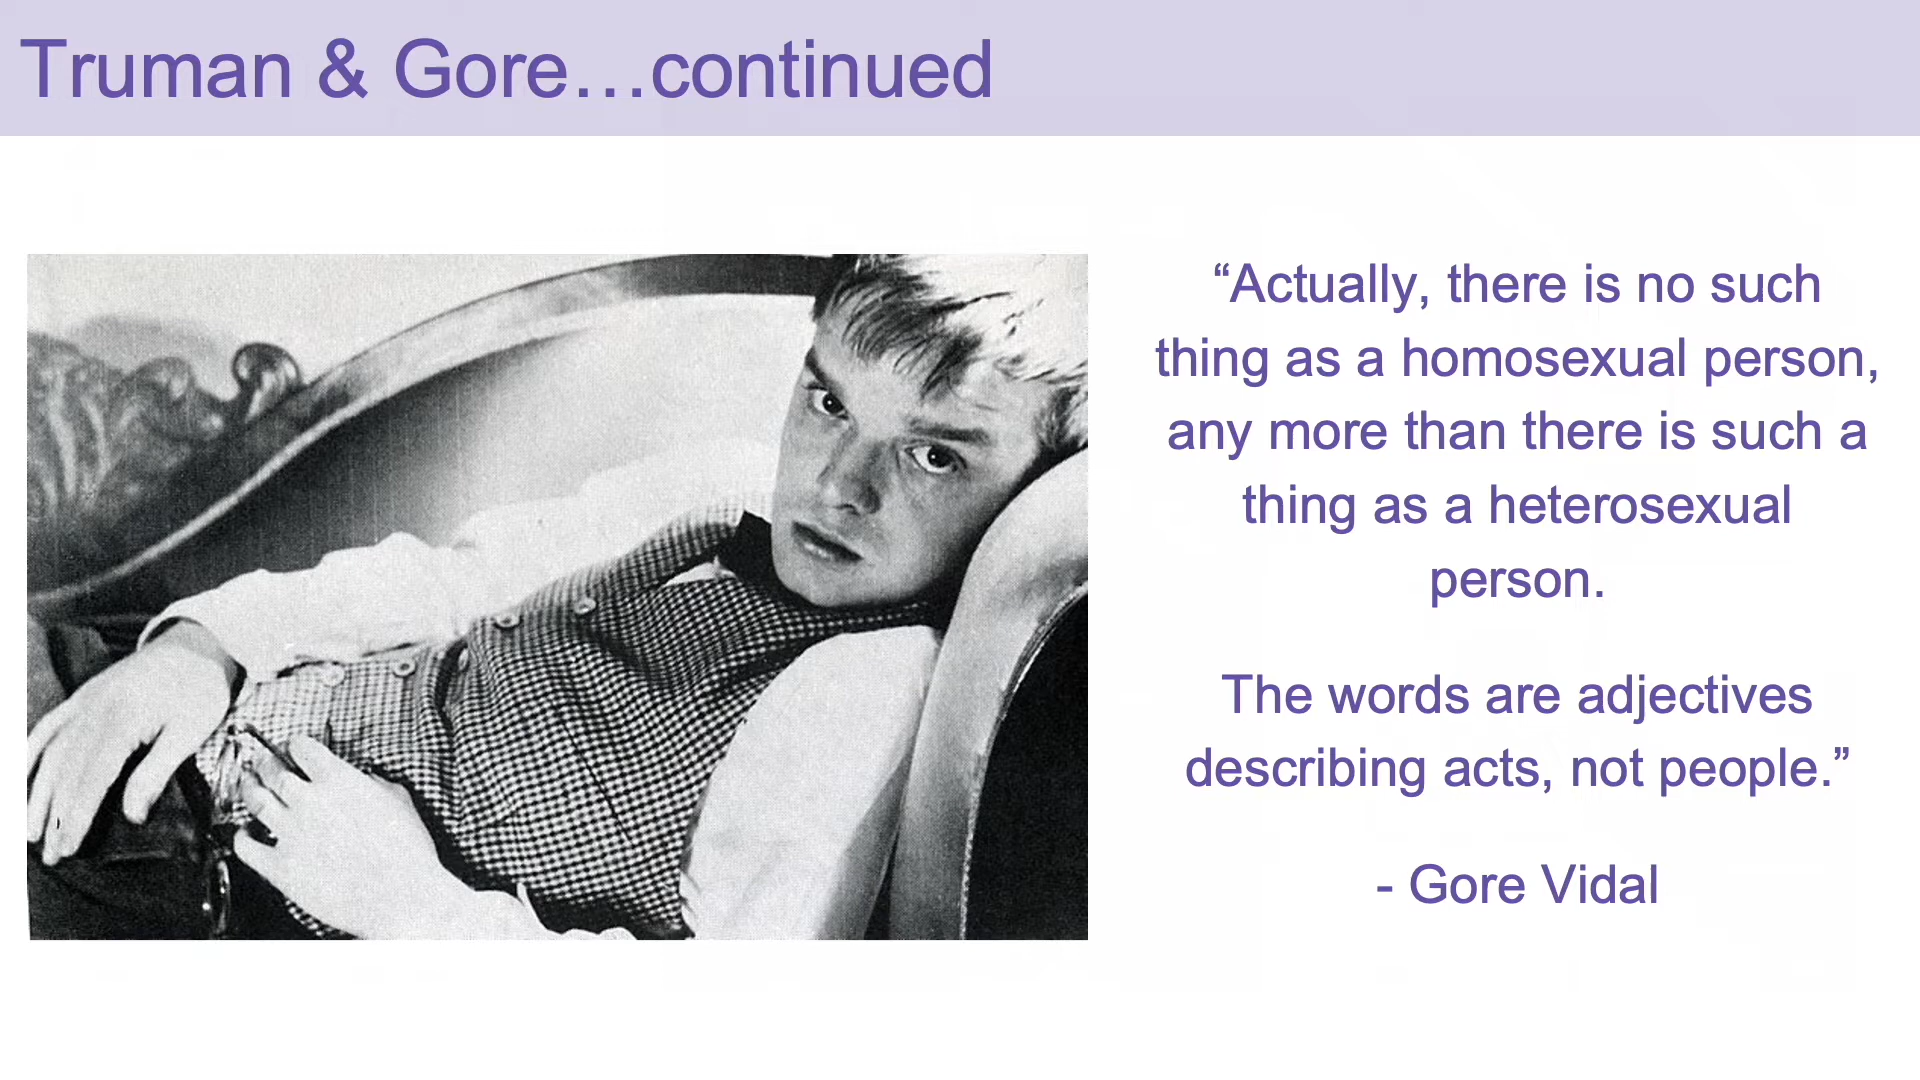 Truman & Gore…continued
“Actually, there is no such
thing as a homosexual person,
any more than there is such a
thing as a heterosexual
person.
The words are adjectives
describing acts, not people.”
- Gore Vidal